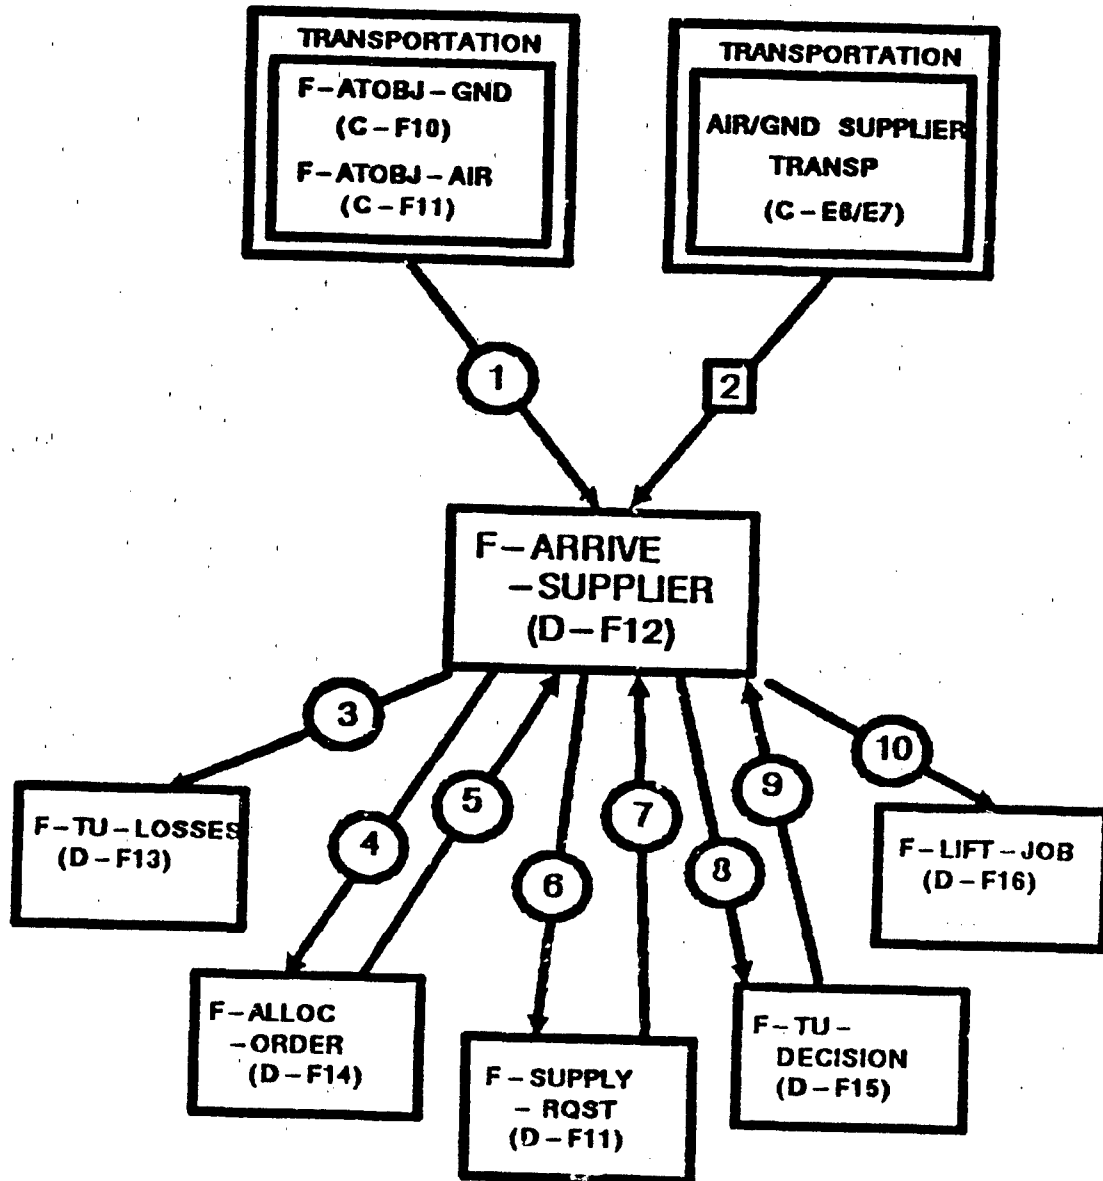 TRANSPORTATION
F-ATOBJ-GND
(C-F10)
F-ATOBJ-AIR
(C-F11)
TRANSPORTATION
AIR/GND SUPPLIER
TRANSP
(C-E6/E7)
1
2
F-ARRIVE
-SUPPLIER
(D-F12)
3
4
5
6
7
8
9
10
F-TU-LOSSES
(D-F13)
F-ALLOC
-ORDER
(D-F14)
F-SUPPLY
-RQST
(D-F11)
F-TU-
DECISION
(D-F15)
F-LIFT-JOB
(D-F16)